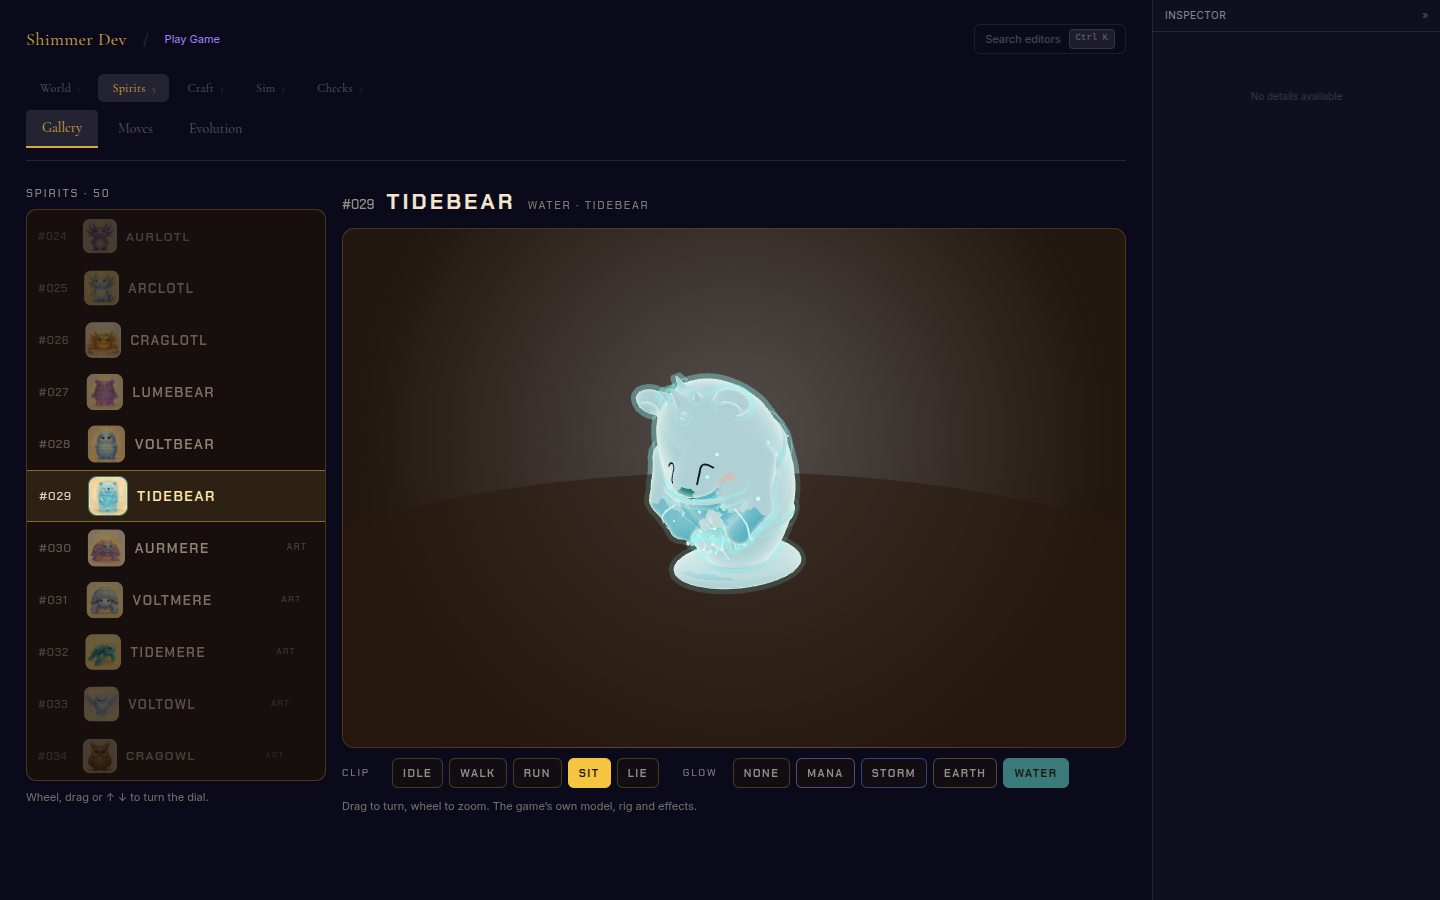 Shimmer Dev / Play Game
Search editors Ctrl K
INSPECTOR »
World
Spirits
Craft
Sim
Checks
Gallery Moves Evolution
No details available
SPIRITS · 50
#024 AURLOTL
#025 ARCLOTL
#026 CRAGLOTL
#027 LUMEBEAR
#028 VOLTBEAR
#029 TIDEBEAR
#030 AURMERE ART
#031 VOLTMERE ART
#032 TIDEMERE ART
#033 VOLTOWL ART
#034 CRAGOWL ART
Wheel, drag or ↑ ↓ to turn the dial.
#029 TIDEBEAR WATER · TIDEBEAR
CLIP IDLE WALK RUN SIT LIE GLOW NONE MANA STORM EARTH WATER
Drag to turn, wheel to zoom. The game's own model, rig and effects.